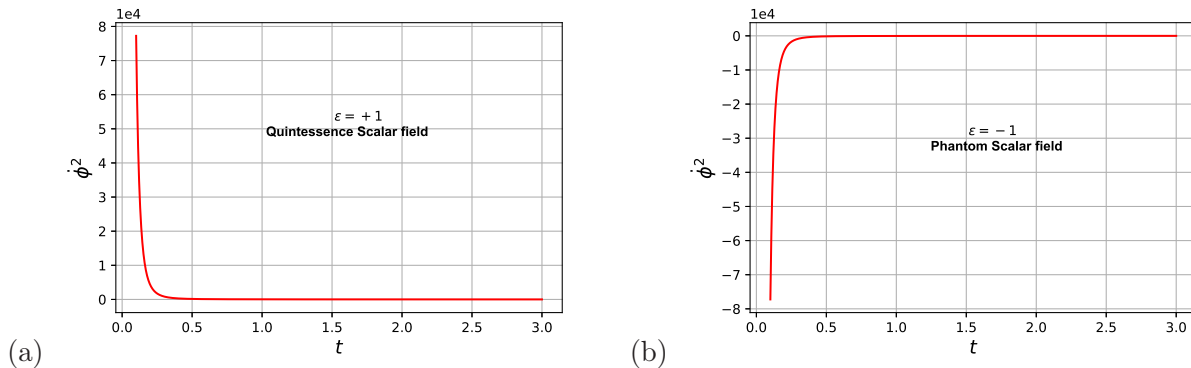 1e4
8
7
6
5
4
3
2
1
0
ϕ̇²
ε = +1
Quintessence Scalar field
0.0 0.5 1.0 1.5 2.0 2.5 3.0
t
(a)
1e4
0
−1
−2
−3
−4
−5
−6
−7
−8
ϕ̇²
ε = −1
Phantom Scalar field
0.0 0.5 1.0 1.5 2.0 2.5 3.0
t
(b)